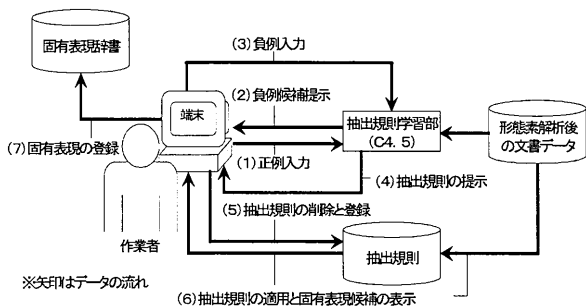 固有表現辞書
(3)負例入力
(2)負例候補提示
端末
抽出規則学習部
(C4. 5)
形態素解析後
の文書データ
(7)固有表現の登録
(1)正例入力
(4)抽出規則の提示
(5)抽出規則の削除と登録
作業者
抽出規則
※矢印はデータの流れ
(6)抽出規則の適用と固有表現候補の表示